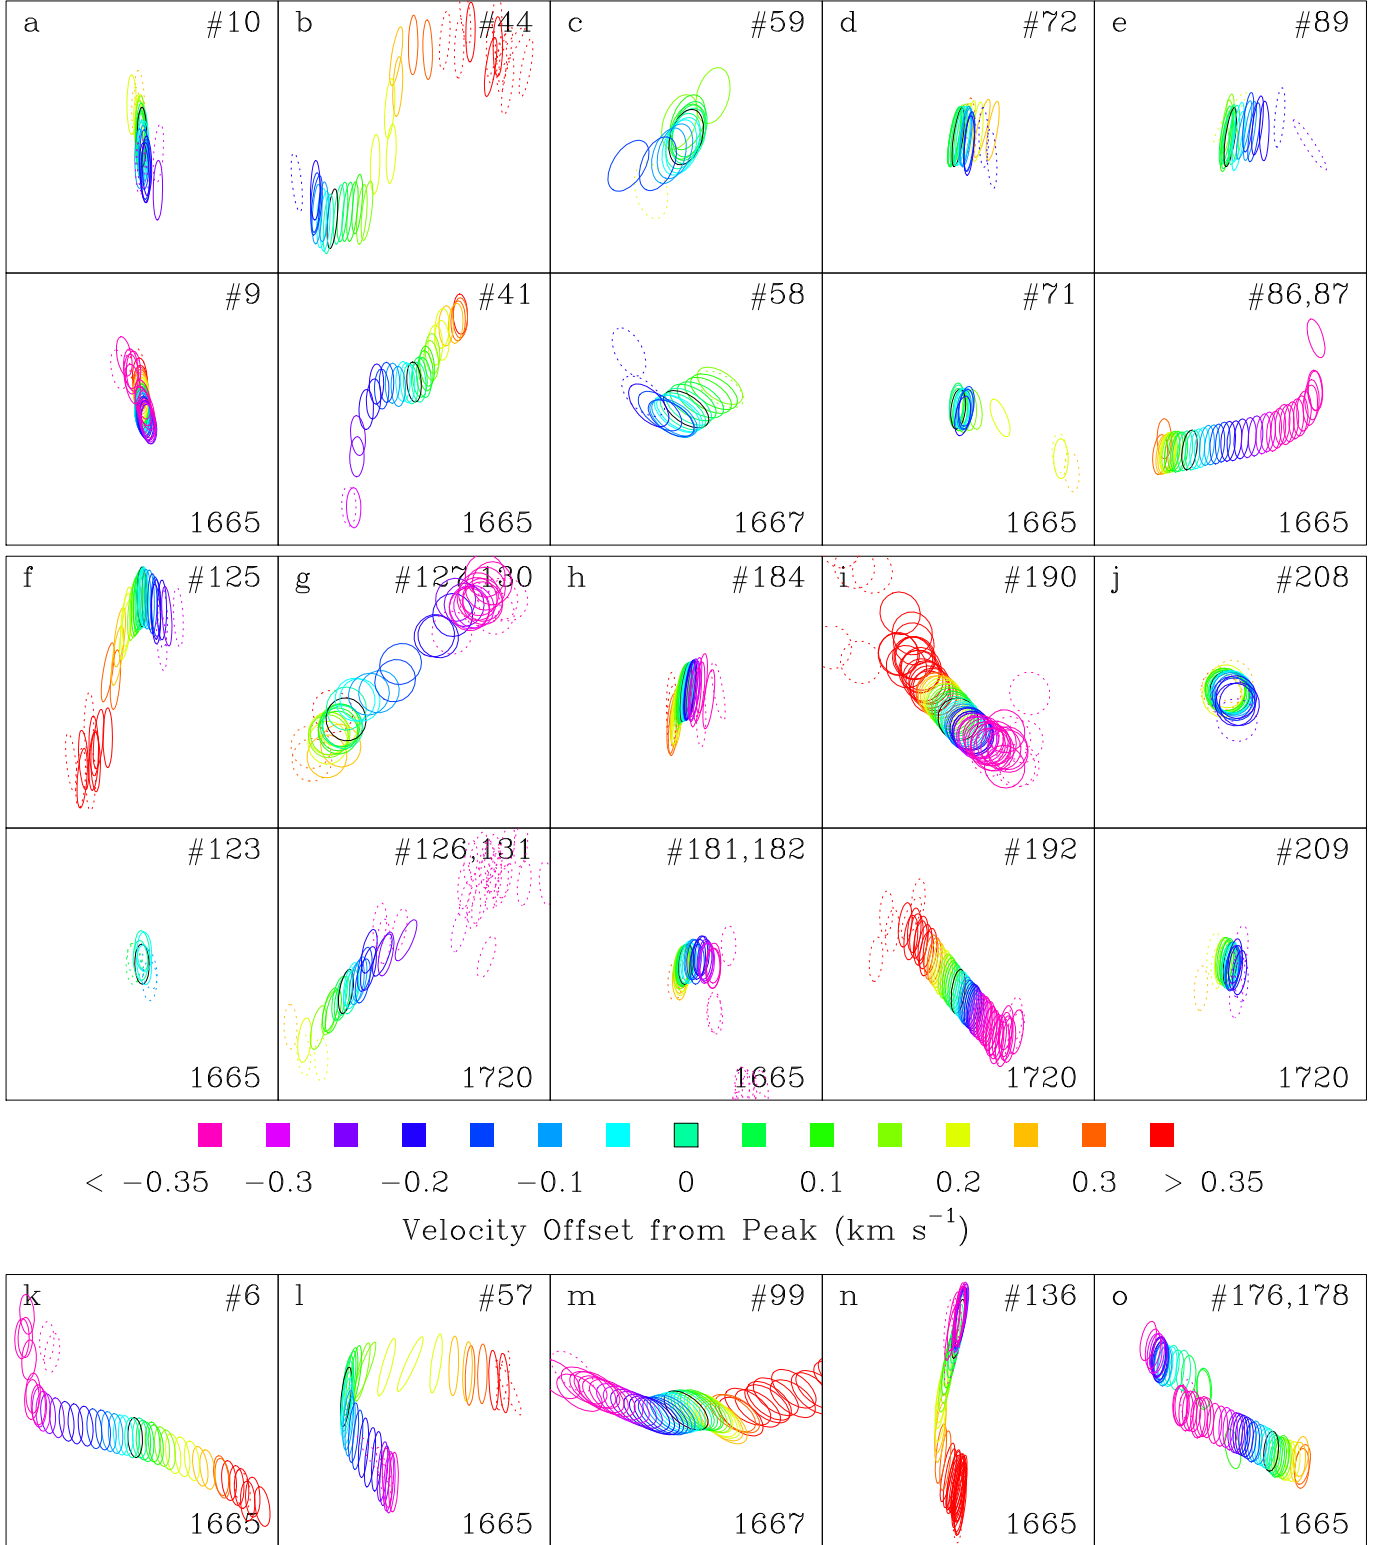 a #10 b #44 c #59 d #72 e #89
#9 #41 #58 #71 #86,87
1665 1665 1667 1665 1665
f #125 g #127,130 h #184 i #190 j #208
#123 #126,131 #181,182 #192 #209
1665 1720 1665 1720 1720
< −0.35 −0.3 −0.2 −0.1 0 0.1 0.2 0.3 > 0.35
Velocity Offset from Peak (km s⁻¹)
k #6 l #57 m #99 n #136 o #176,178
1665 1665 1667 1665 1665